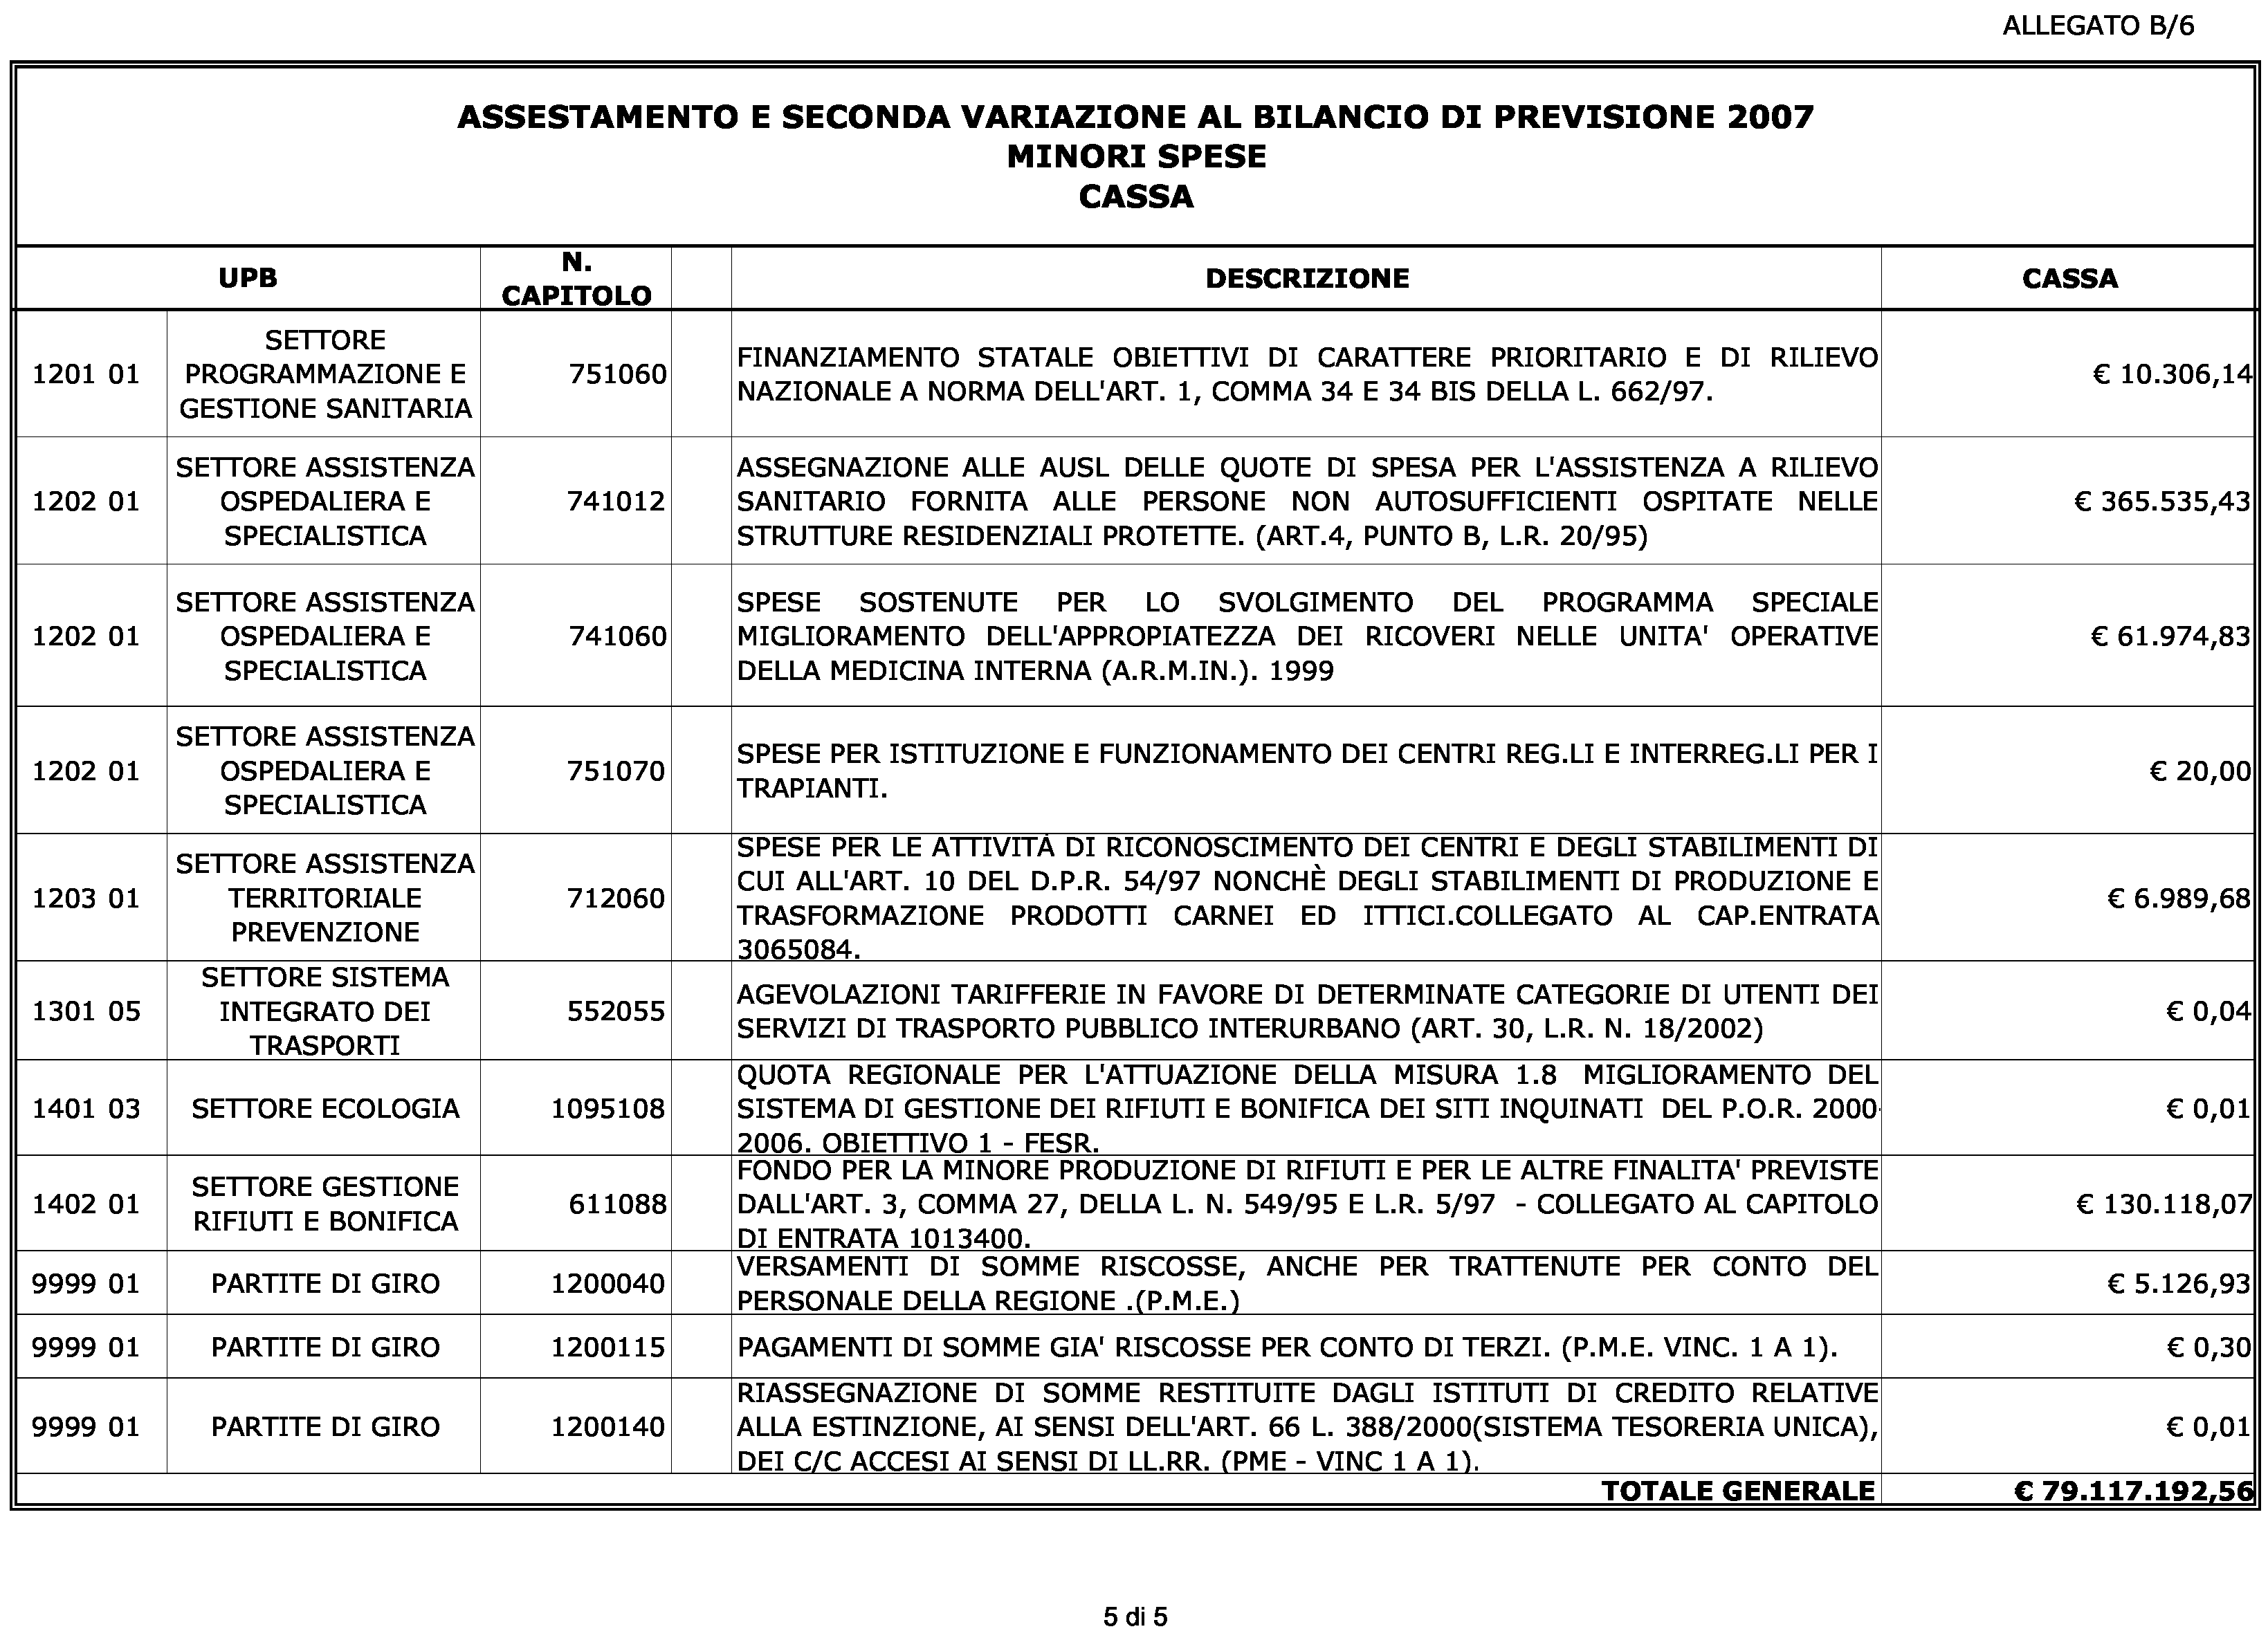 ALLEGATO B/6
ASSESTAMENTO E SECONDA VARIAZIONE AL BILANCIO DI PREVISIONE 2007
MINORI SPESE
CASSA
UPB
N.
CAPITOLO
DESCRIZIONE
CASSA
1201 01
SETTORE
PROGRAMMAZIONE E
GESTIONE SANITARIA
751060
FINANZIAMENTO STATALE OBIETTIVI DI CARATTERE PRIORITARIO E DI RILIEVO
NAZIONALE A NORMA DELL'ART. 1, COMMA 34 E 34 BIS DELLA L. 662/97.
€ 10.306,14
1202 01
SETTORE ASSISTENZA
OSPEDALIERA E
SPECIALISTICA
741012
ASSEGNAZIONE ALLE AUSL DELLE QUOTE DI SPESA PER L'ASSISTENZA A RILIEVO
SANITARIO FORNITA ALLE PERSONE NON AUTOSUFFICIENTI OSPITATE NELLE
STRUTTURE RESIDENZIALI PROTETTE. (ART.4, PUNTO B, L.R. 20/95)
€ 365.535,43
1202 01
SETTORE ASSISTENZA
OSPEDALIERA E
SPECIALISTICA
741060
SPESE SOSTENUTE PER LO SVOLGIMENTO DEL PROGRAMMA SPECIALE
MIGLIORAMENTO DELL'APPROPIATEZZA DEI RICOVERI NELLE UNITA' OPERATIVE
DELLA MEDICINA INTERNA (A.R.M.IN.). 1999
€ 61.974,83
1202 01
SETTORE ASSISTENZA
OSPEDALIERA E
SPECIALISTICA
751070
SPESE PER ISTITUZIONE E FUNZIONAMENTO DEI CENTRI REG.LI E INTERREG.LI PER I
TRAPIANTI.
€ 20,00
1203 01
SETTORE ASSISTENZA
TERRITORIALE
PREVENZIONE
712060
SPESE PER LE ATTIVITÀ DI RICONOSCIMENTO DEI CENTRI E DEGLI STABILIMENTI DI
CUI ALL'ART. 10 DEL D.P.R. 54/97 NONCHÈ DEGLI STABILIMENTI DI PRODUZIONE E
TRASFORMAZIONE PRODOTTI CARNEI ED ITTICI.COLLEGATO AL CAP.ENTRATA
3065084.
€ 6.989,68
1301 05
SETTORE SISTEMA
INTEGRATO DEI
TRASPORTI
552055
AGEVOLAZIONI TARIFFERIE IN FAVORE DI DETERMINATE CATEGORIE DI UTENTI DEI
SERVIZI DI TRASPORTO PUBBLICO INTERURBANO (ART. 30, L.R. N. 18/2002)
€ 0,04
1401 03
SETTORE ECOLOGIA
1095108
QUOTA REGIONALE PER L'ATTUAZIONE DELLA MISURA 1.8 MIGLIORAMENTO DEL
SISTEMA DI GESTIONE DEI RIFIUTI E BONIFICA DEI SITI INQUINATI DEL P.O.R. 2000-
2006. OBIETTIVO 1 - FESR.
€ 0,01
1402 01
SETTORE GESTIONE
RIFIUTI E BONIFICA
611088
FONDO PER LA MINORE PRODUZIONE DI RIFIUTI E PER LE ALTRE FINALITA' PREVISTE
DALL'ART. 3, COMMA 27, DELLA L. N. 549/95 E L.R. 5/97 - COLLEGATO AL CAPITOLO
DI ENTRATA 1013400.
€ 130.118,07
9999 01
PARTITE DI GIRO
1200040
VERSAMENTI DI SOMME RISCOSSE, ANCHE PER TRATTENUTE PER CONTO DEL
PERSONALE DELLA REGIONE .(P.M.E.)
€ 5.126,93
9999 01
PARTITE DI GIRO
1200115
PAGAMENTI DI SOMME GIA' RISCOSSE PER CONTO DI TERZI. (P.M.E. VINC. 1 A 1).
€ 0,30
9999 01
PARTITE DI GIRO
1200140
RIASSEGNAZIONE DI SOMME RESTITUITE DAGLI ISTITUTI DI CREDITO RELATIVE
ALLA ESTINZIONE, AI SENSI DELL'ART. 66 L. 388/2000(SISTEMA TESORERIA UNICA),
DEI C/C ACCESI AI SENSI DI LL.RR. (PME - VINC 1 A 1).
€ 0,01
TOTALE GENERALE
€ 79.117.192,56
5 di 5